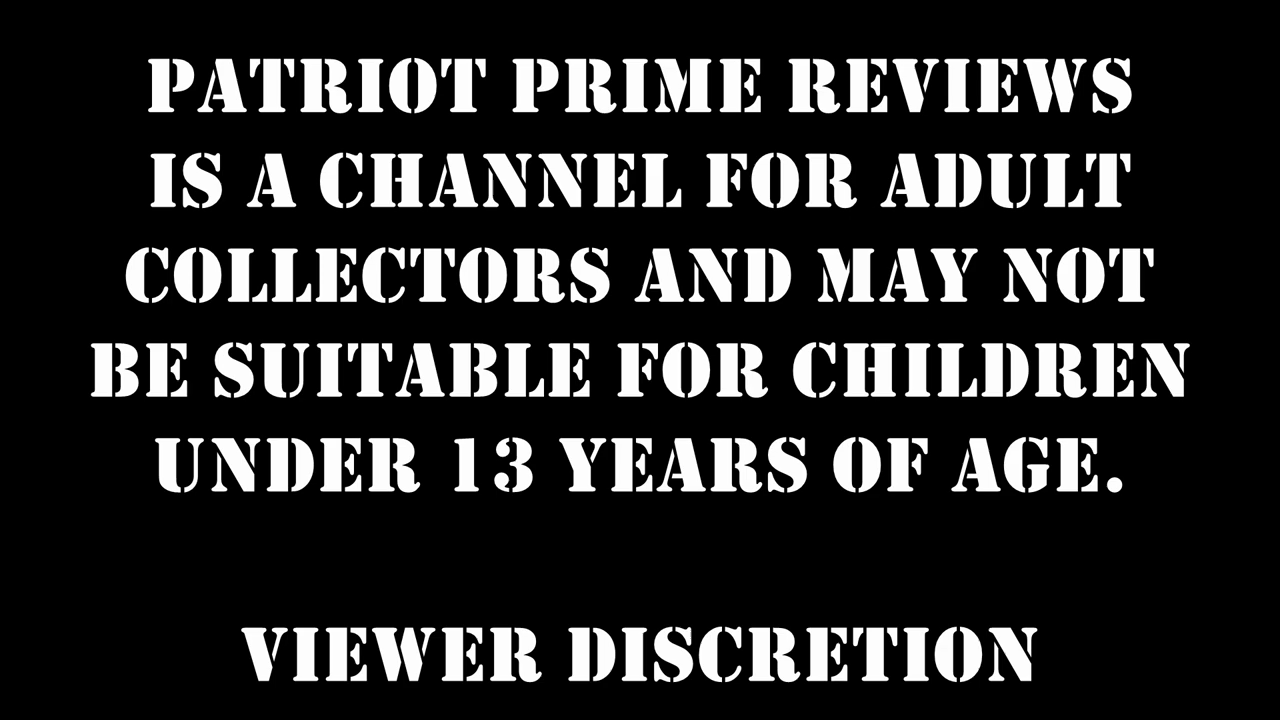 PATRIOT PRIME REVIEWS
IS A CHANNEL FOR ADULT
COLLECTORS AND MAY NOT
BE SUITABLE FOR CHILDREN
UNDER 13 YEARS OF AGE.
VIEWER DISCRETION